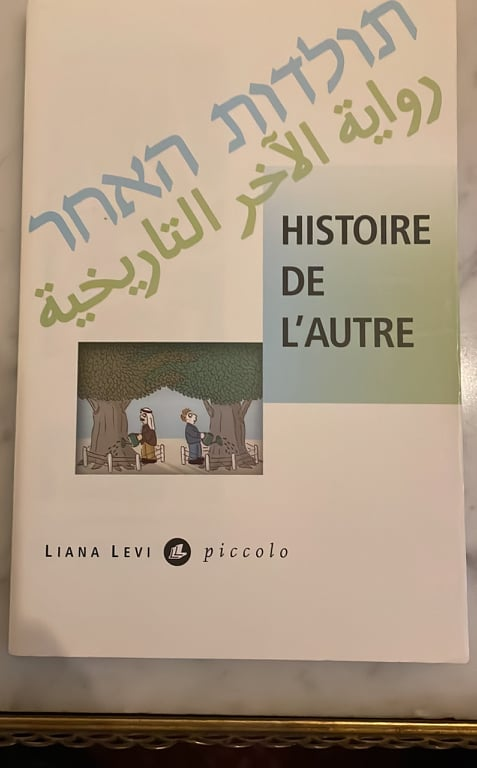 תולדות האחר
رواية الآخر التاريخية
HISTOIRE
DE
L'AUTRE
LIANA LEVI piccolo